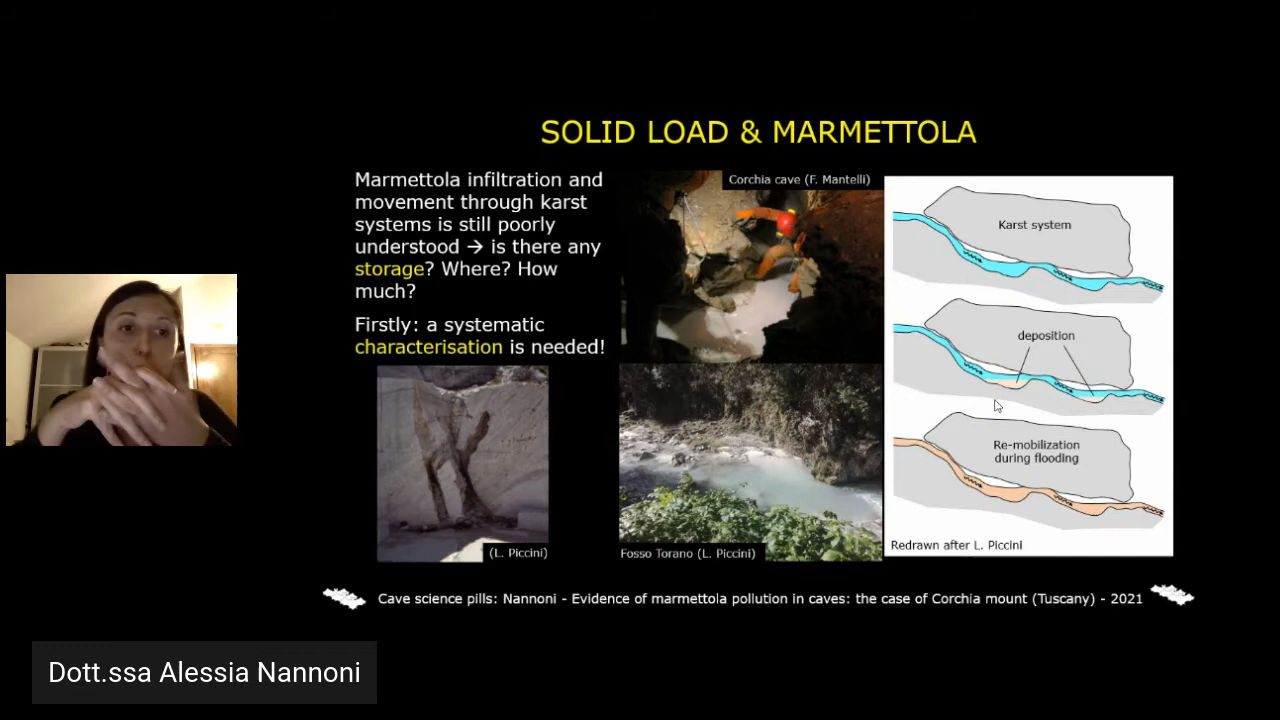 SOLID LOAD & MARMETTOLA
Marmettola infiltration and
movement through karst
systems is still poorly
understood → is there any
storage? Where? How
much?
Firstly: a systematic
characterisation is needed!
(L. Piccini)
Corchia cave (F. Mantelli)
Fosso Torano (L. Piccini)
Karst system
deposition
Re-mobilization
during flooding
Redrawn after L. Piccini
Cave science pills: Nannoni - Evidence of marmettola pollution in caves: the case of Corchia mount (Tuscany) - 2021
Dott.ssa Alessia Nannoni